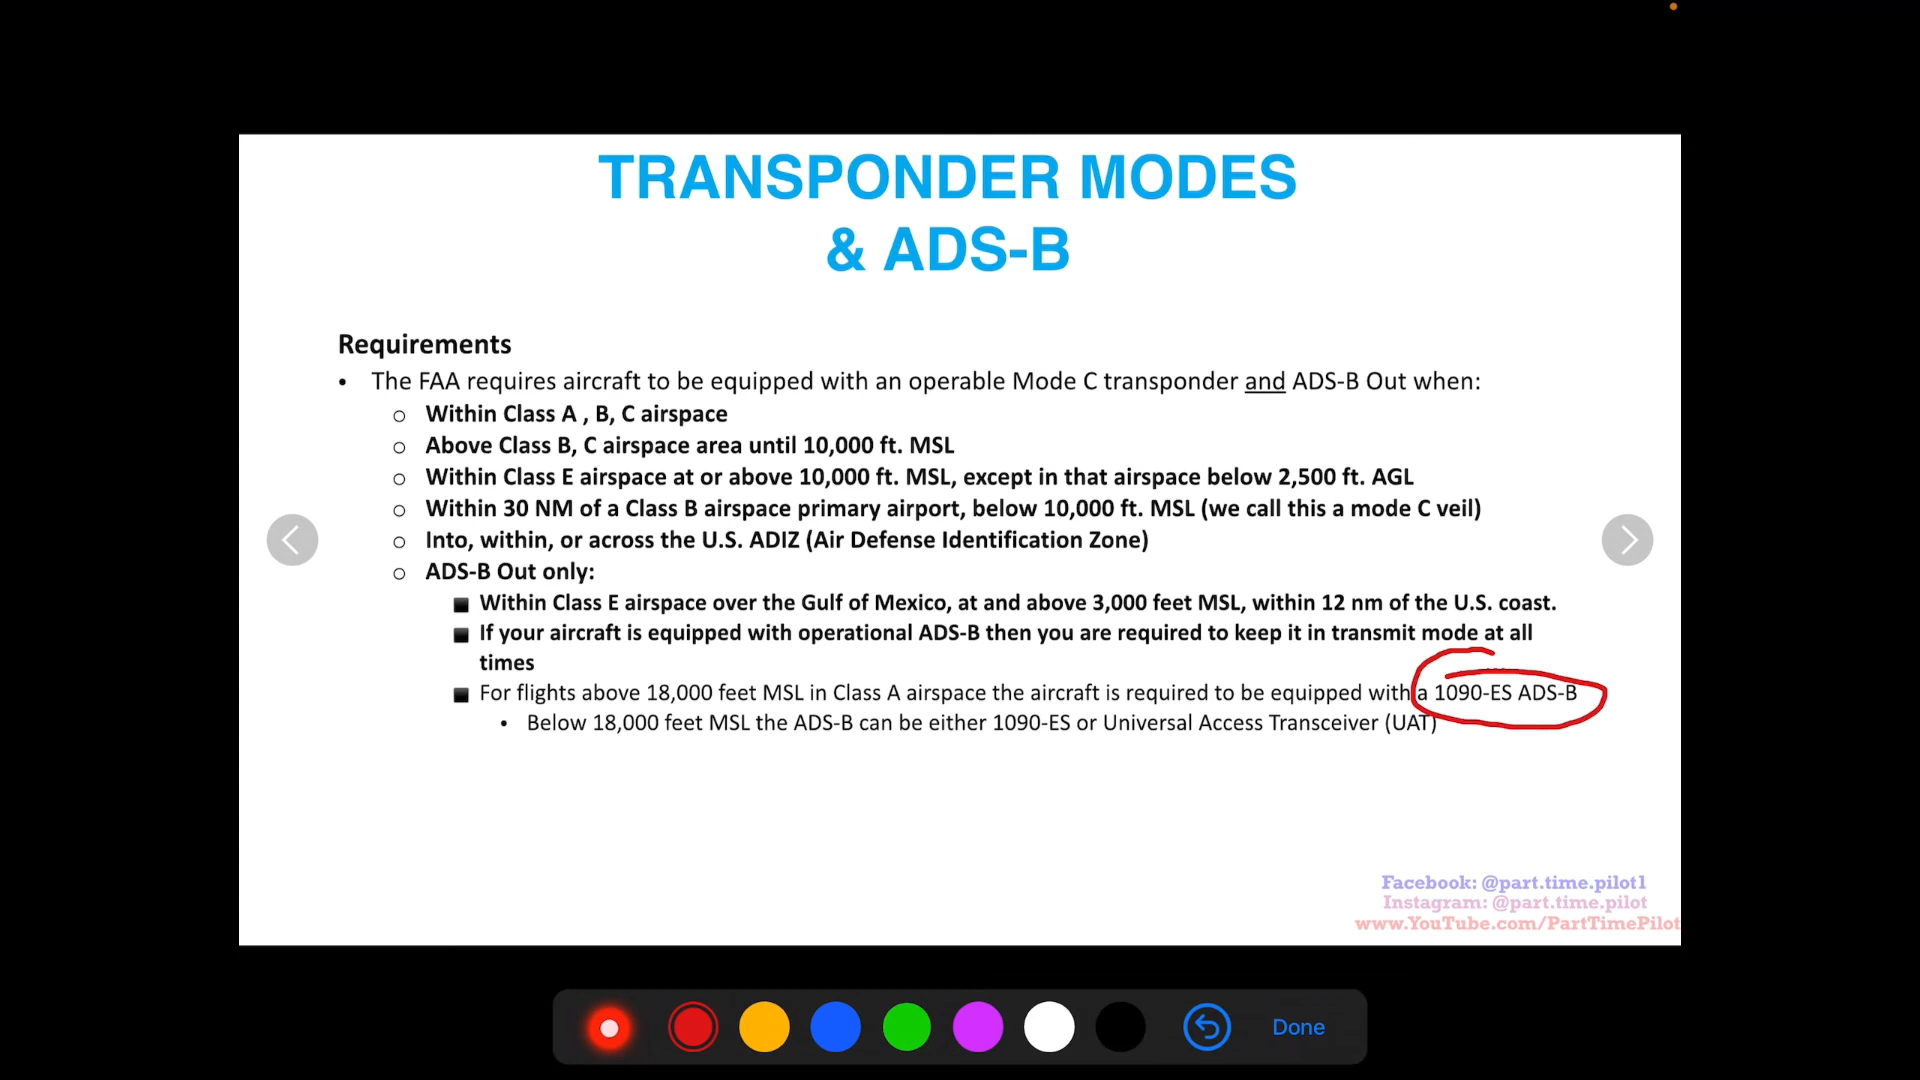 TRANSPONDER MODES
& ADS-B
Requirements
• The FAA requires aircraft to be equipped with an operable Mode C transponder and ADS-B Out when:
o Within Class A , B, C airspace
o Above Class B, C airspace area until 10,000 ft. MSL
o Within Class E airspace at or above 10,000 ft. MSL, except in that airspace below 2,500 ft. AGL
o Within 30 NM of a Class B airspace primary airport, below 10,000 ft. MSL (we call this a mode C veil)
o Into, within, or across the U.S. ADIZ (Air Defense Identification Zone)
o ADS-B Out only:
■ Within Class E airspace over the Gulf of Mexico, at and above 3,000 feet MSL, within 12 nm of the U.S. coast.
■ If your aircraft is equipped with operational ADS-B then you are required to keep it in transmit mode at all
times
■ For flights above 18,000 feet MSL in Class A airspace the aircraft is required to be equipped with a 1090-ES ADS-B
• Below 18,000 feet MSL the ADS-B can be either 1090-ES or Universal Access Transceiver (UAT)
Facebook: @part.time.pilot1
Instagram: @part.time.pilot
www.YouTube.com/PartTimePilot
Done